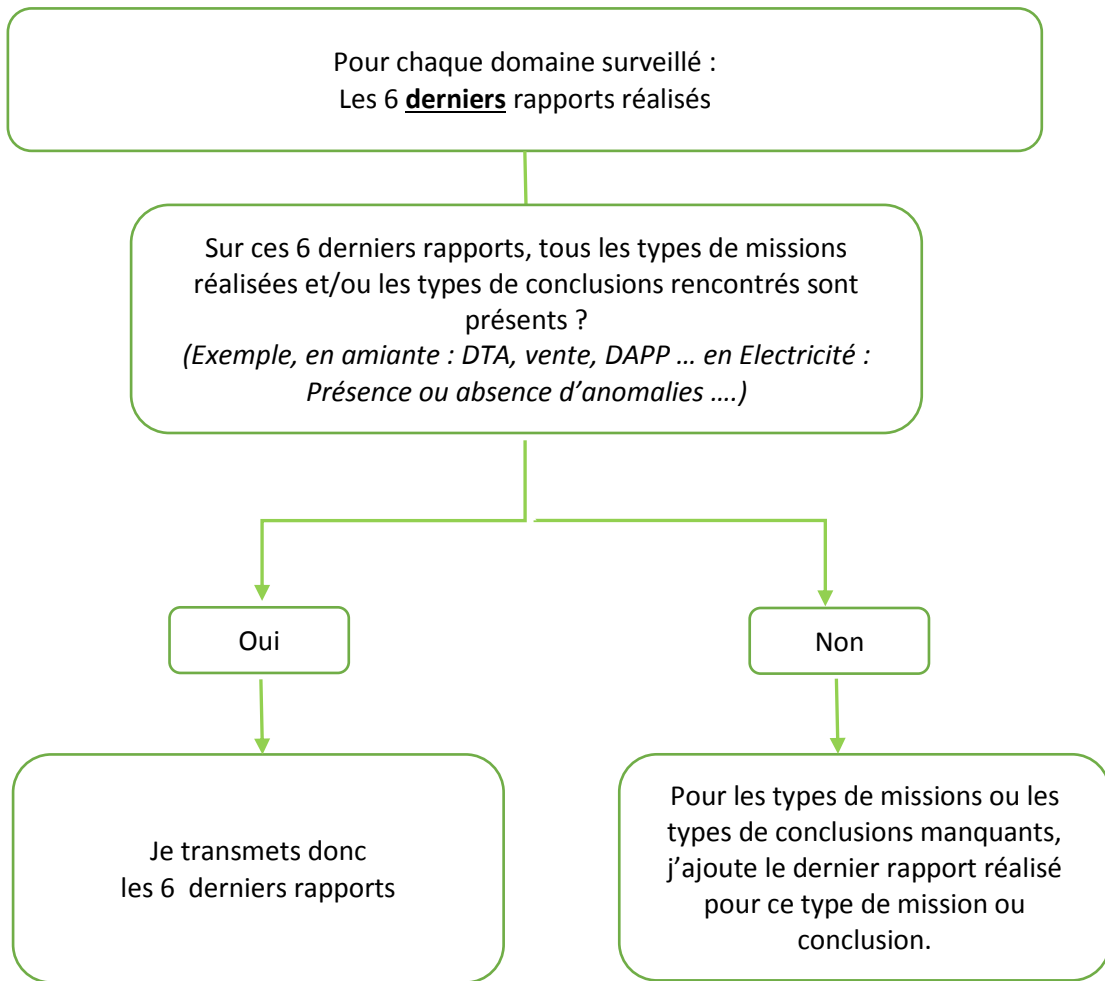 Pour chaque domaine surveillé :
Les 6 derniers rapports réalisés
Sur ces 6 derniers rapports, tous les types de missions
réalisées et/ou les types de conclusions rencontrés sont
présents ?
(Exemple, en amiante : DTA, vente, DAPP … en Electricité :
Présence ou absence d’anomalies ….)
Oui
Non
Je transmets donc
les 6 derniers rapports
Pour les types de missions ou les
types de conclusions manquants,
j’ajoute le dernier rapport réalisé
pour ce type de mission ou
conclusion.